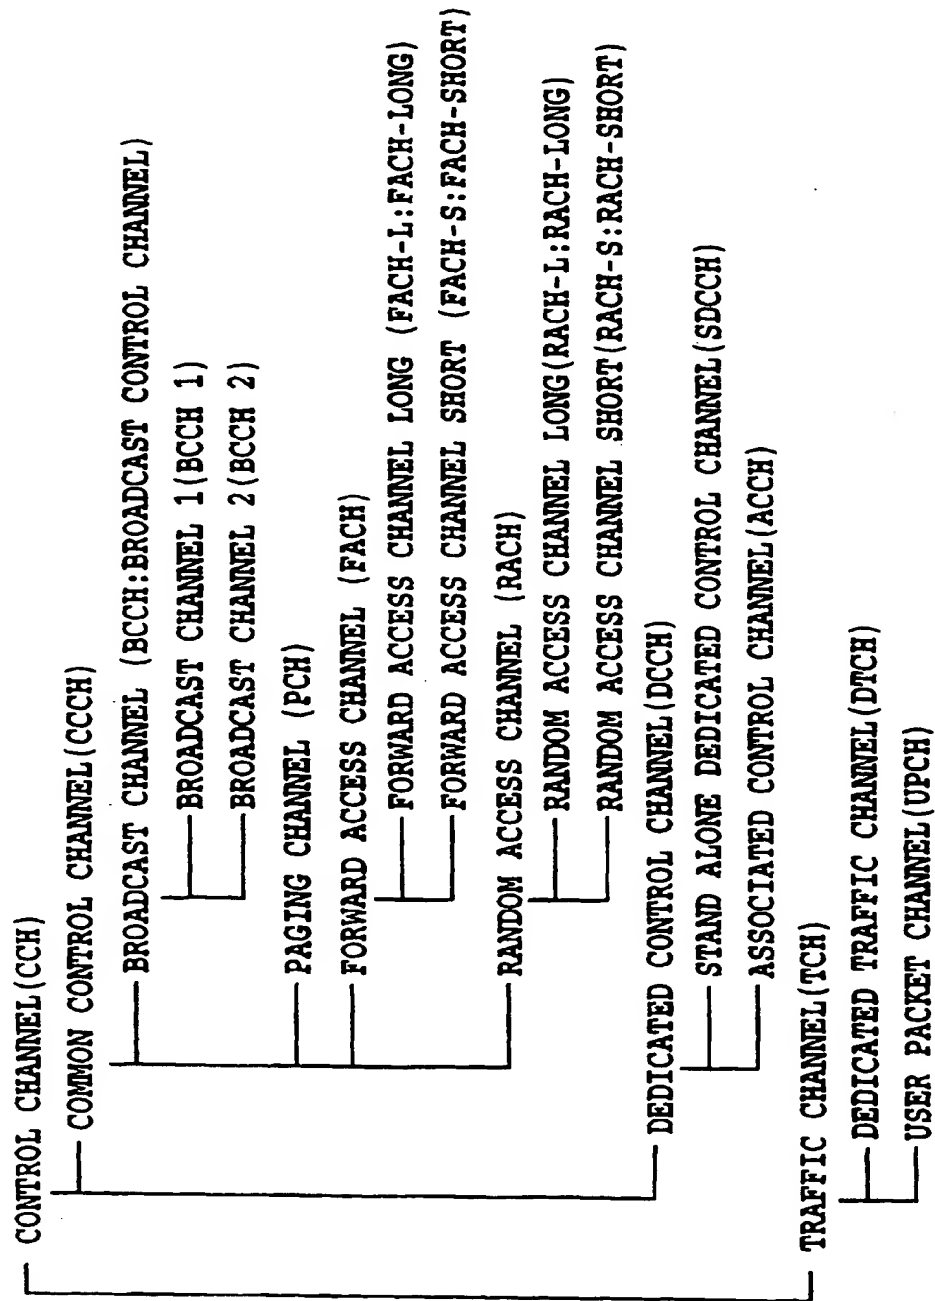 CONTROL CHANNEL(CCH)
COMMON CONTROL CHANNEL(CCCH)
BROADCAST CHANNEL (BCCH:BROADCAST CONTROL CHANNEL)
BROADCAST CHANNEL 1(BCCH 1)
BROADCAST CHANNEL 2(BCCH 2)
PAGING CHANNEL (PCH)
FORWARD ACCESS CHANNEL (FACH)
FORWARD ACCESS CHANNEL LONG (FACH-L:FACH-LONG)
FORWARD ACCESS CHANNEL SHORT (FACH-S:FACH-SHORT)
RANDOM ACCESS CHANNEL (RACH)
RANDOM ACCESS CHANNEL LONG(RACH-L:RACH-LONG)
RANDOM ACCESS CHANNEL SHORT(RACH-S:RACH-SHORT)
DEDICATED CONTROL CHANNEL(DCCH)
STAND ALONE DEDICATED CONTROL CHANNEL(SDCCH)
ASSOCIATED CONTROL CHANNEL(ACCH)
TRAFFIC CHANNEL(TCH)
DEDICATED TRAFFIC CHANNEL(DTCH)
USER PACKET CHANNEL(UPCH)